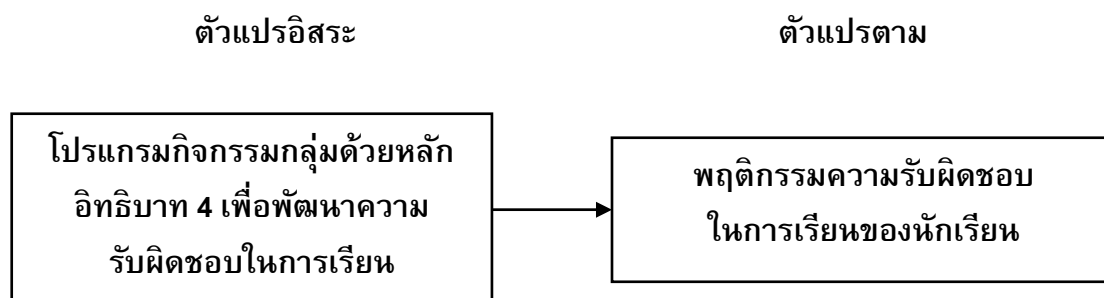 ตัวแปรอิสระ
ตัวแปรตาม
โปรแกรมกิจกรรมกลุ่มด้วยหลัก
อิทธิบาท 4 เพื่อพัฒนาความ
รับผิดชอบในการเรียน
พฤติกรรมความรับผิดชอบ
ในการเรียนของนักเรียน